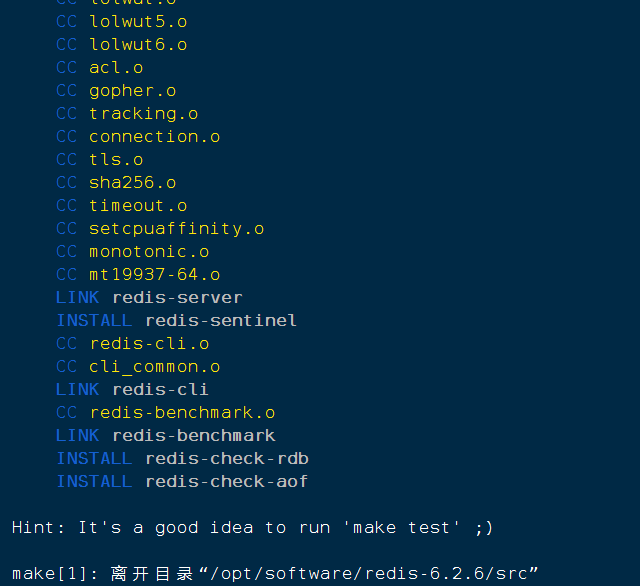 CC lolwut.o
CC lolwut5.o
CC lolwut6.o
CC acl.o
CC gopher.o
CC tracking.o
CC connection.o
CC tls.o
CC sha256.o
CC timeout.o
CC setcpuaffinity.o
CC monotonic.o
CC mt19937-64.o
LINK redis-server
INSTALL redis-sentinel
CC redis-cli.o
CC cli_common.o
LINK redis-cli
CC redis-benchmark.o
LINK redis-benchmark
INSTALL redis-check-rdb
INSTALL redis-check-aof
Hint: It's a good idea to run 'make test' ;)
make[1]: 离开目录“/opt/software/redis-6.2.6/src”